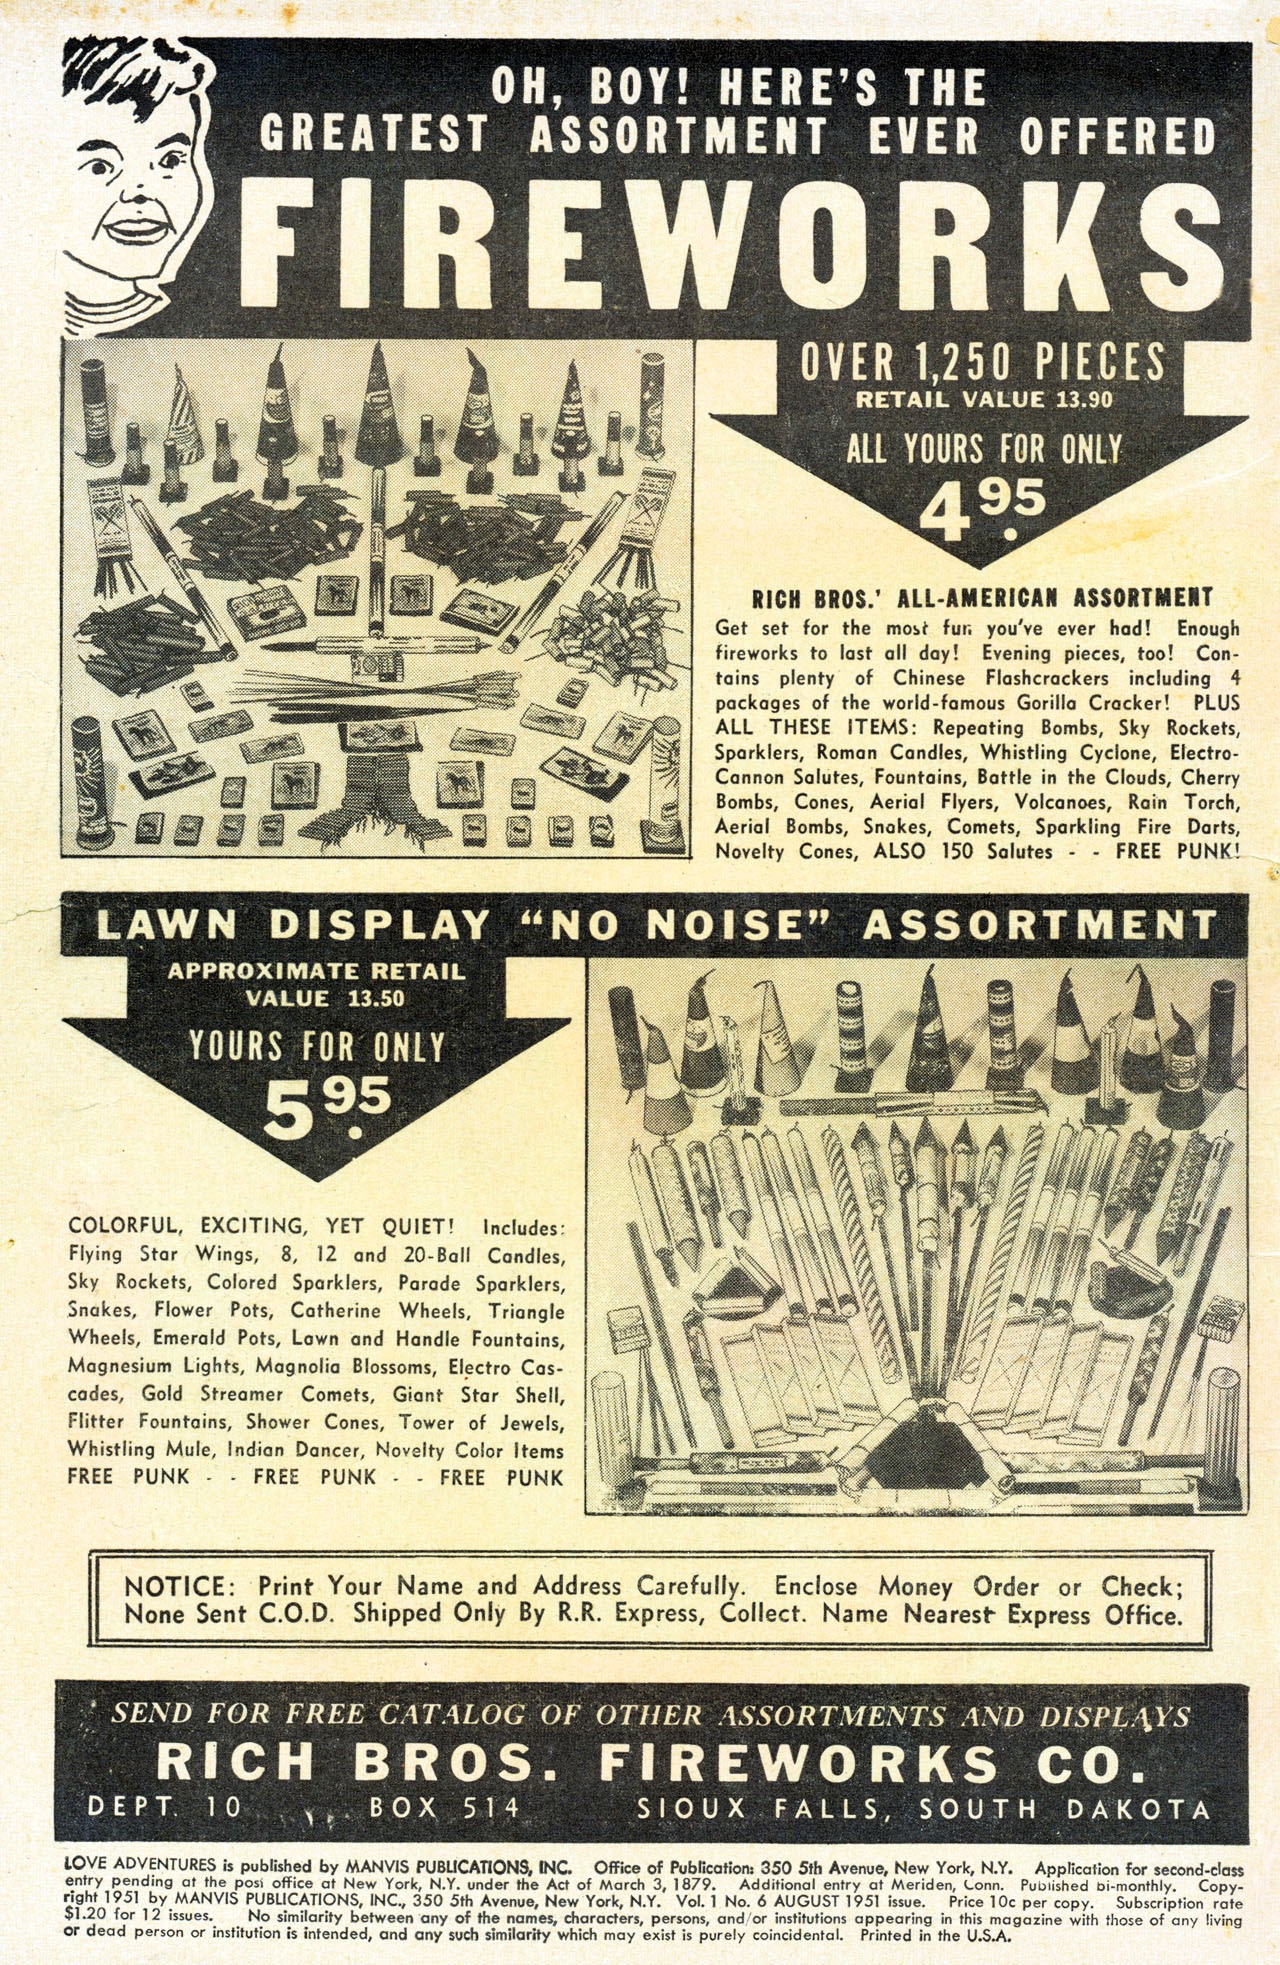 OH, BOY! HERE'S THE
GREATEST ASSORTMENT EVER OFFERED
FIREWORKS
OVER 1,250 PIECES
RETAIL VALUE 13.90
ALL YOURS FOR ONLY
4.95
RICH BROS.' ALL-AMERICAN ASSORTMENT
Get set for the most fun you've ever had! Enough
fireworks to last all day! Evening pieces, too! Con-
tains plenty of Chinese Flashcrackers including 4
packages of the world-famous Gorilla Cracker! PLUS
ALL THESE ITEMS: Repeating Bombs, Sky Rockets,
Sparklers, Roman Candles, Whistling Cyclone, Electro-
Cannon Salutes, Fountains, Battle in the Clouds, Cherry
Bombs, Cones, Aerial Flyers, Volcanoes, Rain Torch,
Aerial Bombs, Snakes, Comets, Sparkling Fire Darts,
Novelty Cones, ALSO 150 Salutes - - FREE PUNK!
LAWN DISPLAY "NO NOISE" ASSORTMENT
APPROXIMATE RETAIL
VALUE 13.50
YOURS FOR ONLY
5.95
COLORFUL, EXCITING, YET QUIET! Includes:
Flying Star Wings, 8, 12 and 20-Ball Candles,
Sky Rockets, Colored Sparklers, Parade Sparklers,
Snakes, Flower Pots, Catherine Wheels, Triangle
Wheels, Emerald Pots, Lawn and Handle Fountains,
Magnesium Lights, Magnolia Blossoms, Electro Cas-
cades, Gold Streamer Comets, Giant Star Shell,
Flitter Fountains, Shower Cones, Tower of Jewels,
Whistling Mule, Indian Dancer, Novelty Color Items
FREE PUNK - - FREE PUNK - - FREE PUNK
NOTICE: Print Your Name and Address Carefully. Enclose Money Order or Check;
None Sent C.O.D. Shipped Only By R.R. Express, Collect. Name Nearest Express Office.
SEND FOR FREE CATALOG OF OTHER ASSORTMENTS AND DISPLAYS
RICH BROS. FIREWORKS CO.
DEPT. 10 BOX 514 SIOUX FALLS, SOUTH DAKOTA
LOVE ADVENTURES is published by MANVIS PUBLICATIONS, INC. Office of Publication: 350 5th Avenue, New York, N.Y. Application for second-class
entry pending at the post office at New York, N.Y. under the Act of March 3, 1879. Additional entry at Meriden, Conn. Published bi-monthly. Copy-
right 1951 by MANVIS PUBLICATIONS, INC., 350 5th Avenue, New York, N.Y. Vol. 1 No. 6 AUGUST 1951 issue. Price 10c per copy. Subscription rate
$1.20 for 12 issues. No similarity between any of the names, characters, persons, and/or institutions appearing in this magazine with those of any living
or dead person or institution is intended, and any such similarity which may exist is purely coincidental. Printed in the U.S.A.